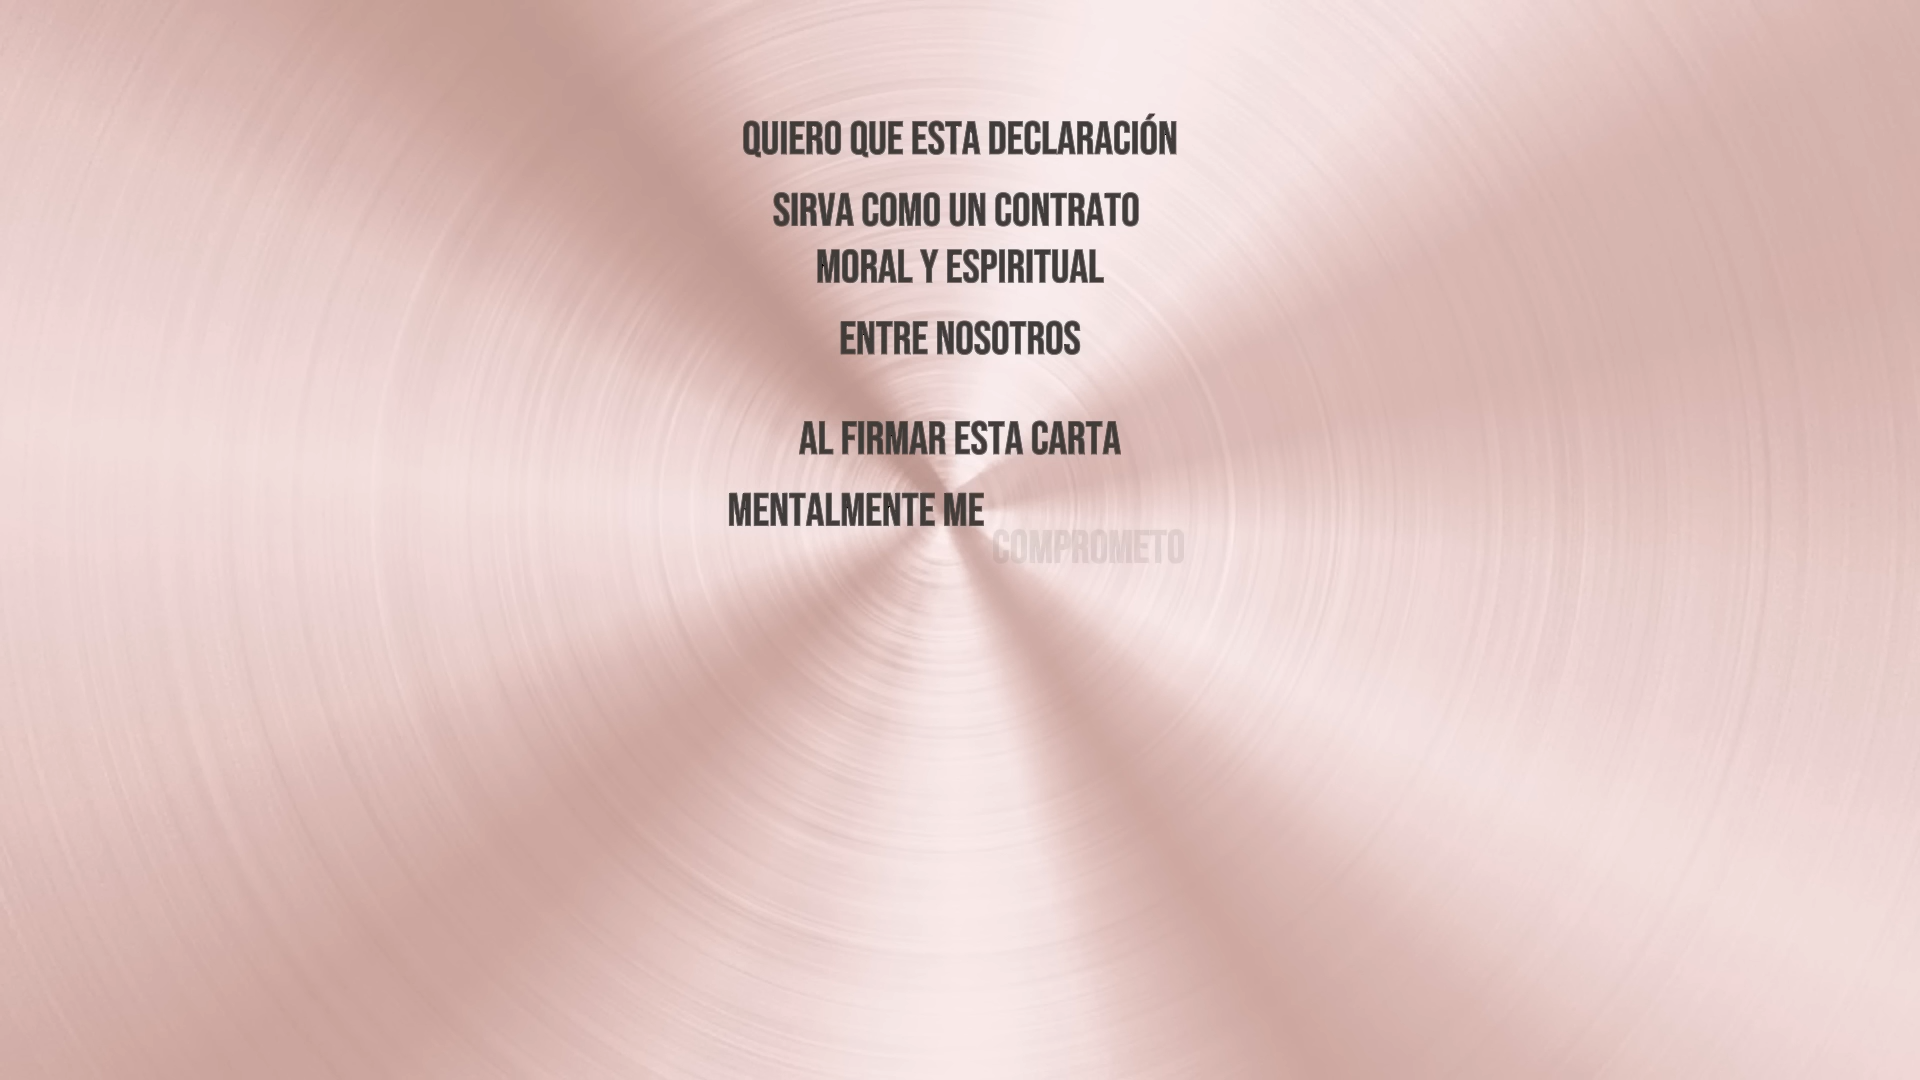 QUIERO QUE ESTA DECLARACIÓN
SIRVA COMO UN CONTRATO
MORAL Y ESPIRITUAL
ENTRE NOSOTROS
AL FIRMAR ESTA CARTA
MENTALMENTE ME
COMPROMETO